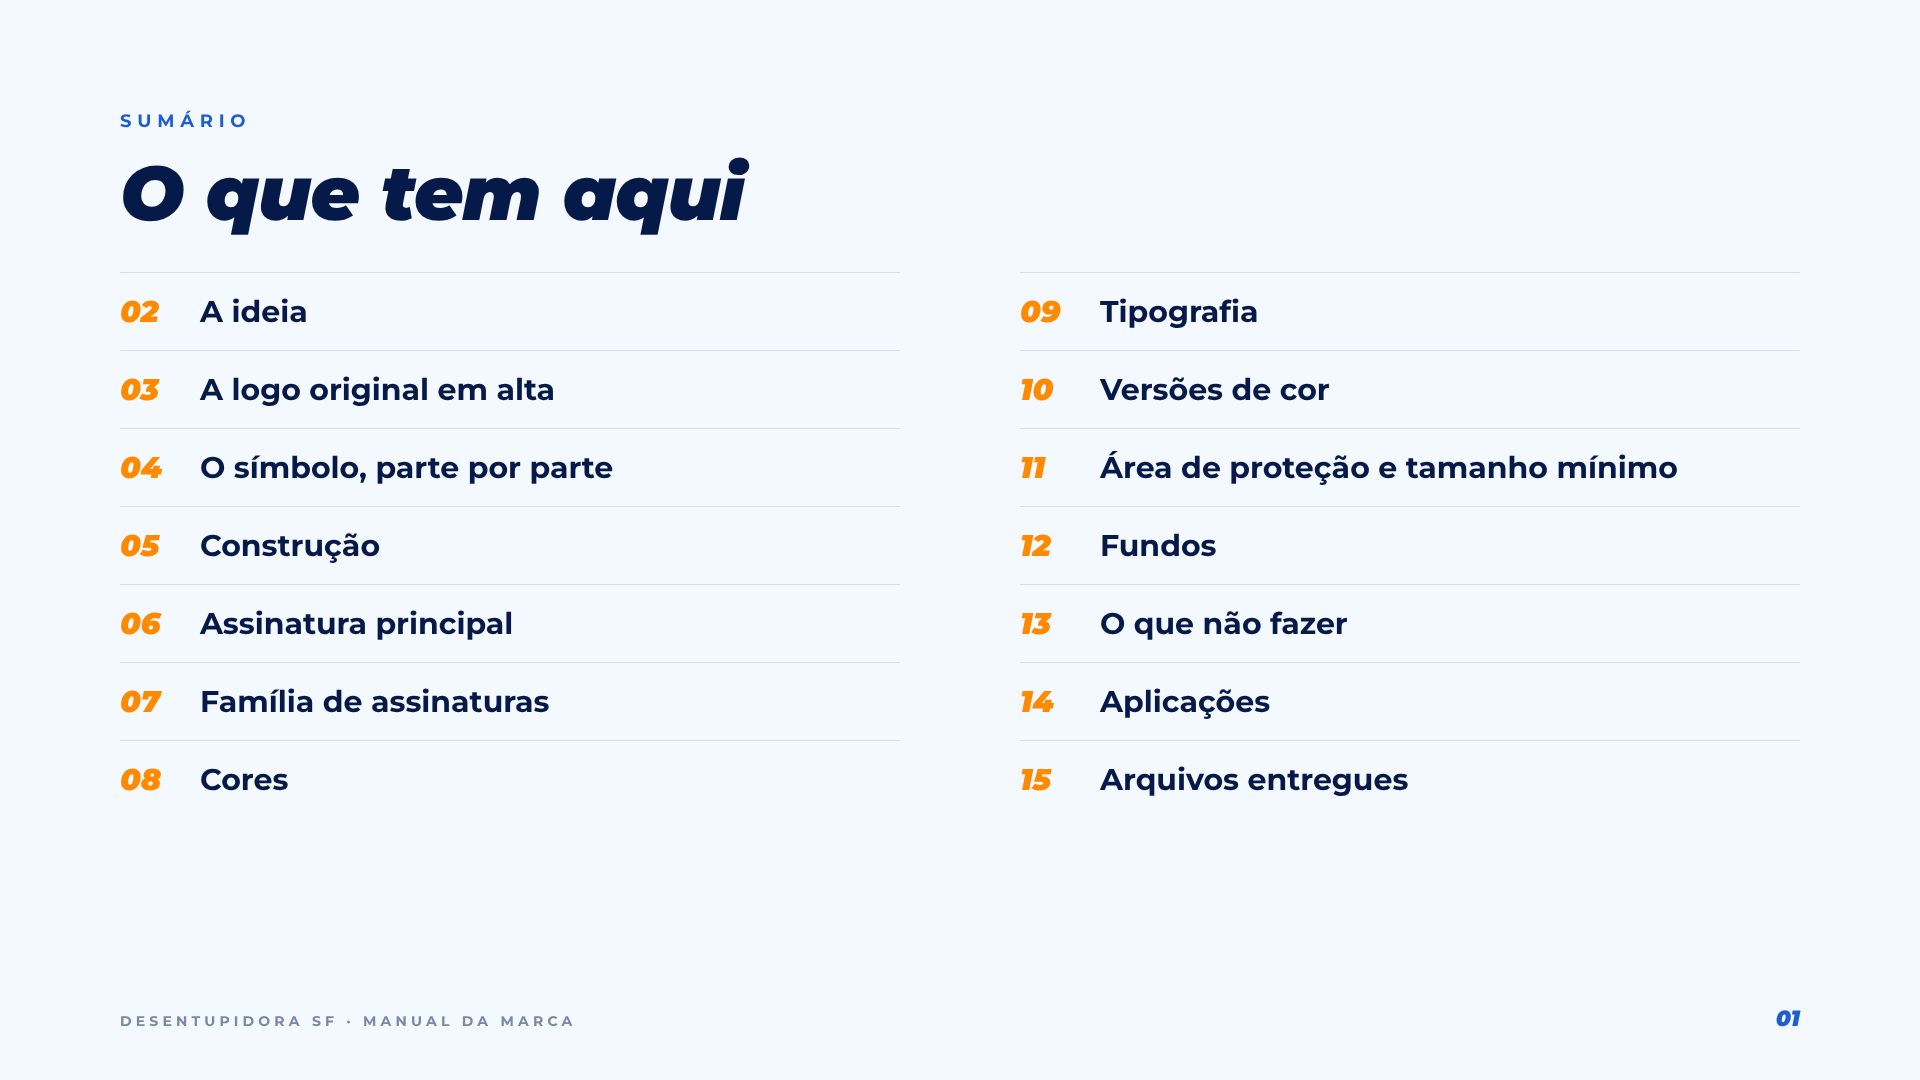 SUMÁRIO
O que tem aqui
02 A ideia
03 A logo original em alta
04 O símbolo, parte por parte
05 Construção
06 Assinatura principal
07 Família de assinaturas
08 Cores
09 Tipografia
10 Versões de cor
11 Área de proteção e tamanho mínimo
12 Fundos
13 O que não fazer
14 Aplicações
15 Arquivos entregues
DESENTUPIDORA SF · MANUAL DA MARCA
01